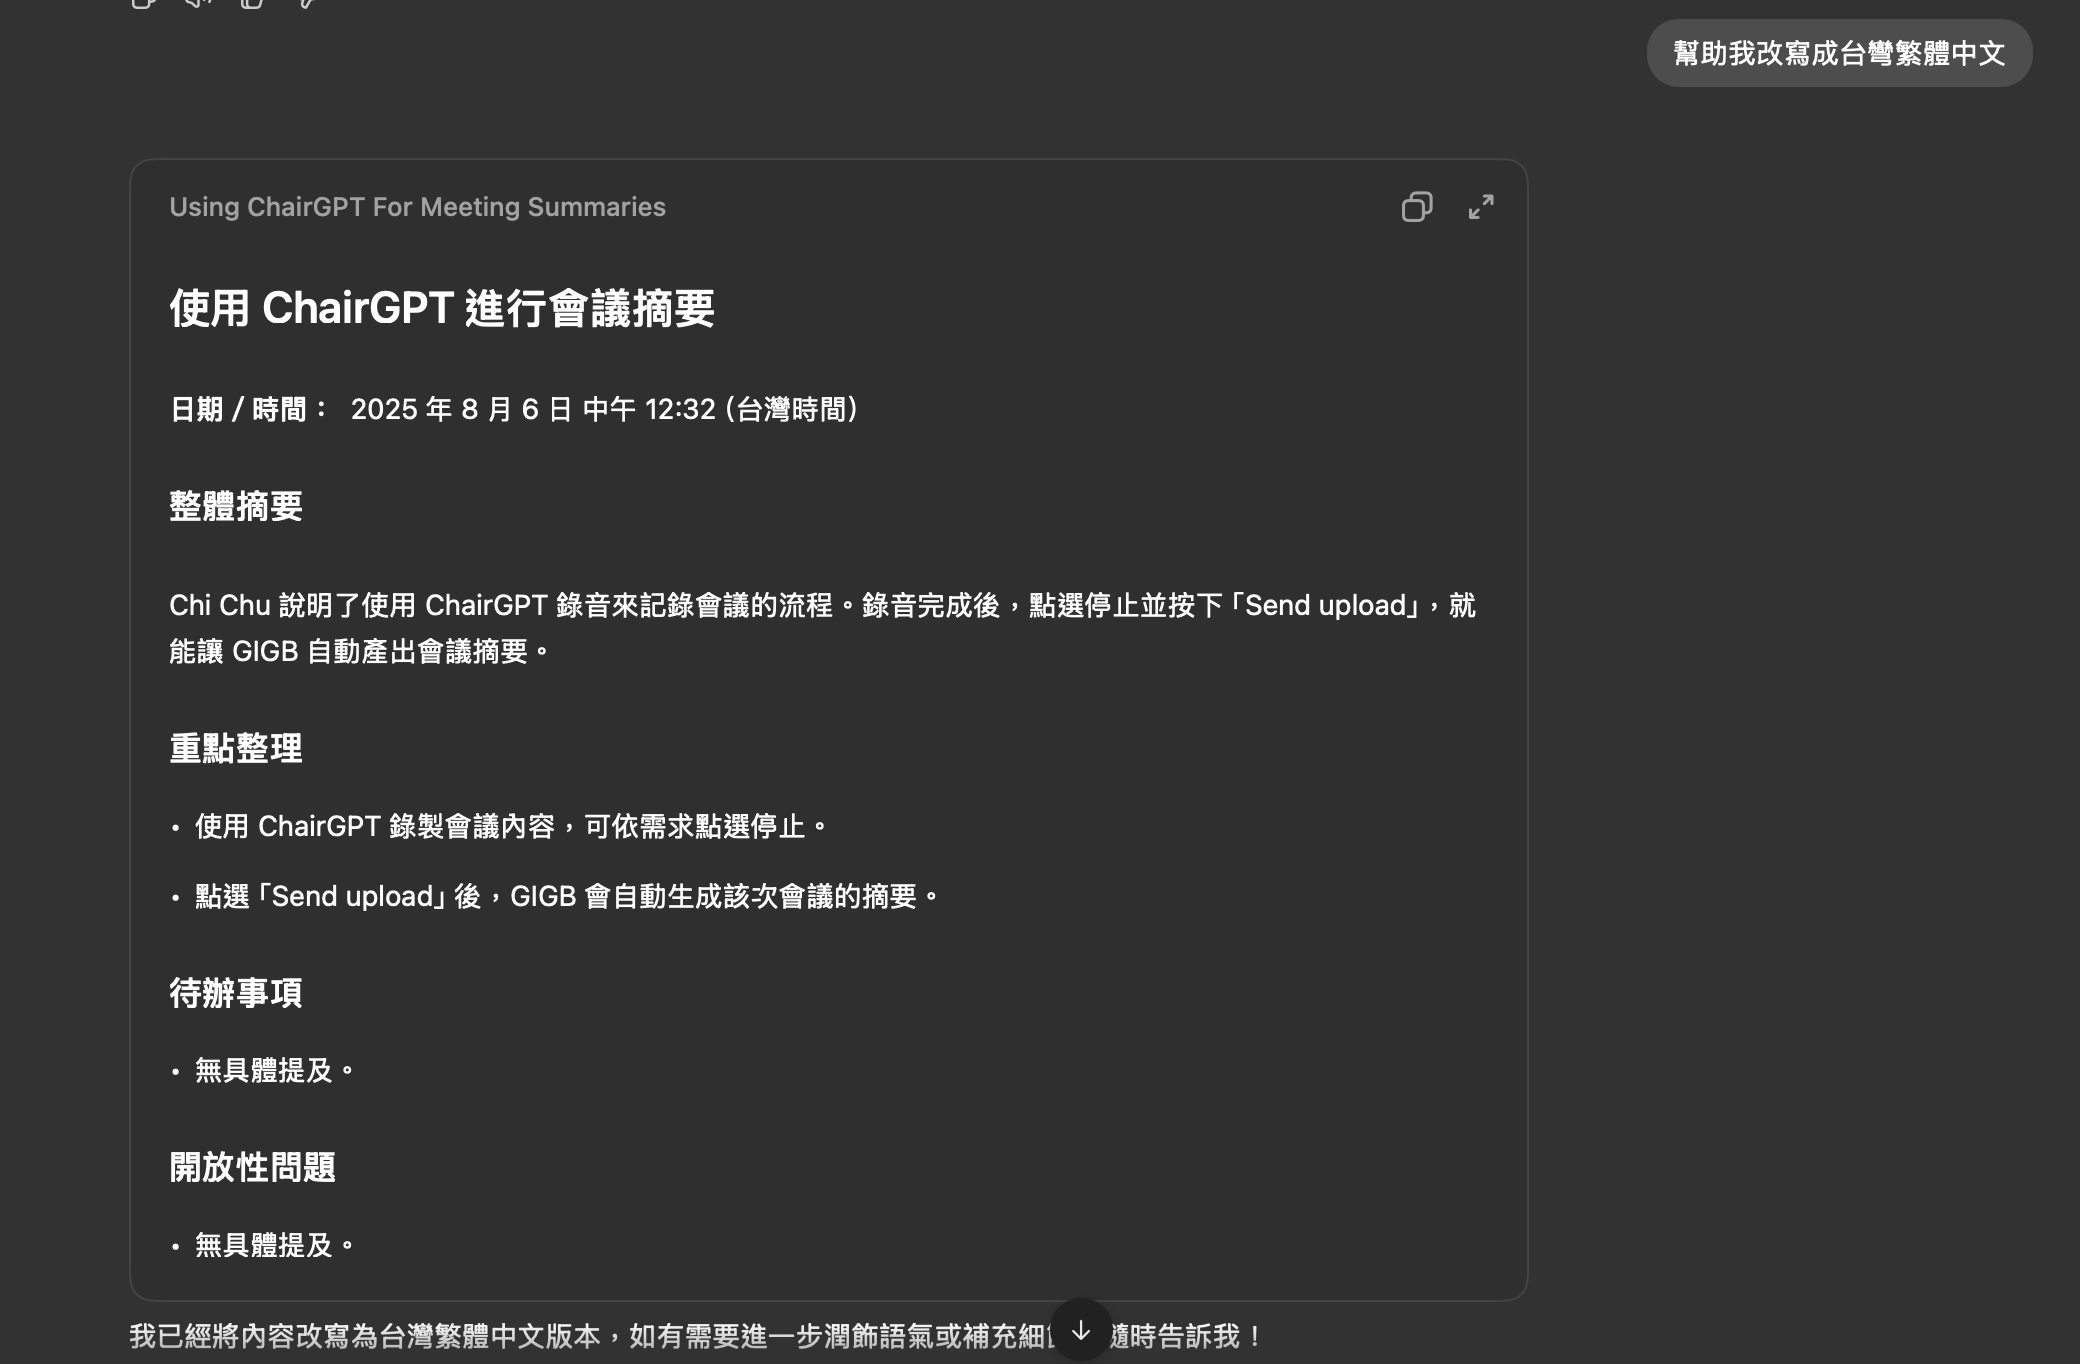 幫助我改寫成台彎繁體中文
Using ChairGPT For Meeting Summaries
使用 ChairGPT 進行會議摘要
日期 / 時間： 2025 年 8 月 6 日 中午 12:32 (台灣時間)
整體摘要
Chi Chu 說明了使用 ChairGPT 錄音來記錄會議的流程。錄音完成後，點選停止並按下「Send upload」，就
能讓 GIGB 自動產出會議摘要。
重點整理
• 使用 ChairGPT 錄製會議內容，可依需求點選停止。
• 點選「Send upload」後，GIGB 會自動生成該次會議的摘要。
待辦事項
• 無具體提及。
開放性問題
• 無具體提及。
我已經將內容改寫為台灣繁體中文版本，如有需要進一步潤飾語氣或補充細 隨時告訴我！